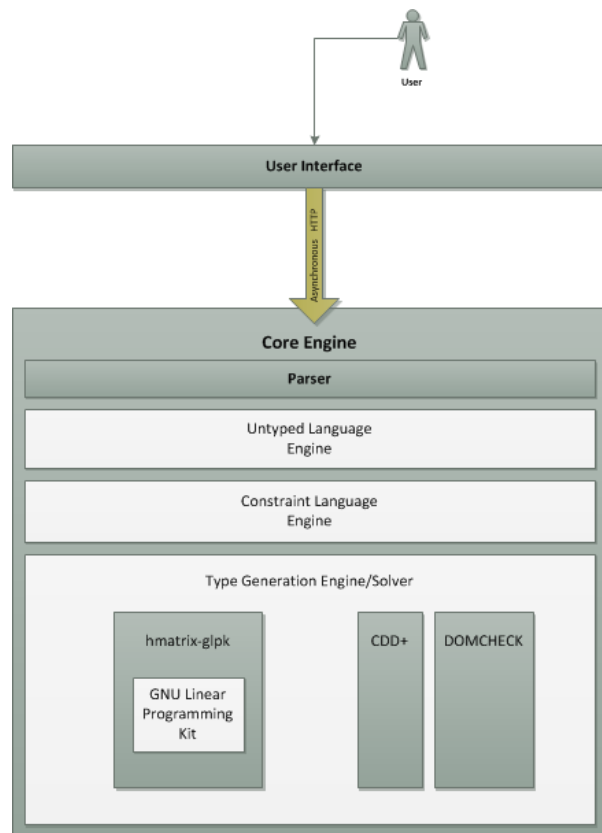 User
User Interface
Asynchronous HTTP
Core Engine
Parser
Untyped Language
Engine
Constraint Language
Engine
Type Generation Engine/Solver
hmatrix-glpk
CDD+
DOMCHECK
GNU Linear
Programming
Kit